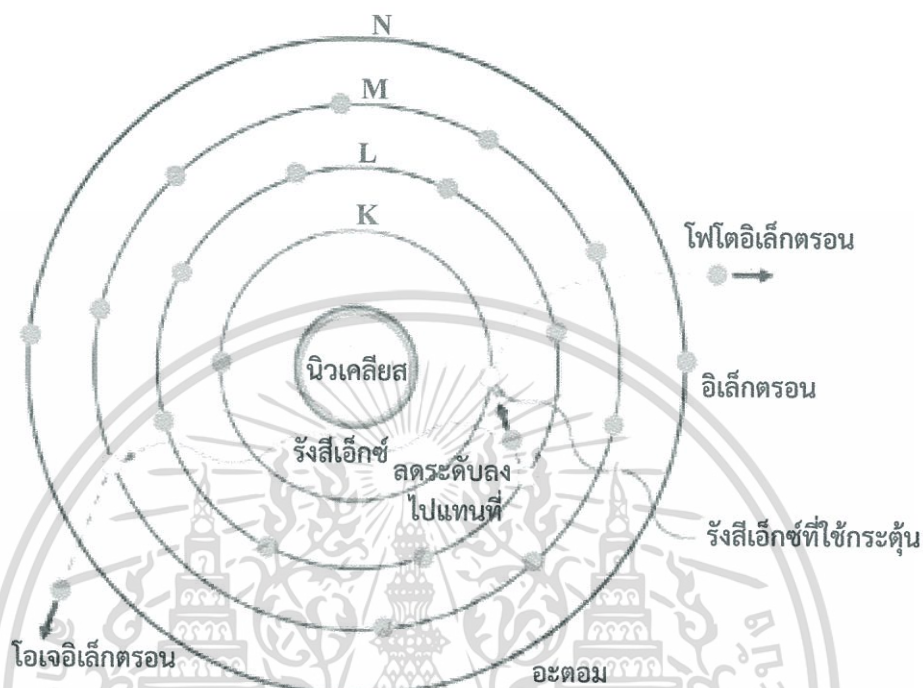 N
M
L
K
โฟโตอิเล็กตรอน
นิวเคลียส
อิเล็กตรอน
รังสีเอ็กซ์
ลดระดับลง
ไปแทนที่
รังสีเอ็กซ์ที่ใช้กระตุ้น
โอเจอิเล็กตรอน
อะตอม